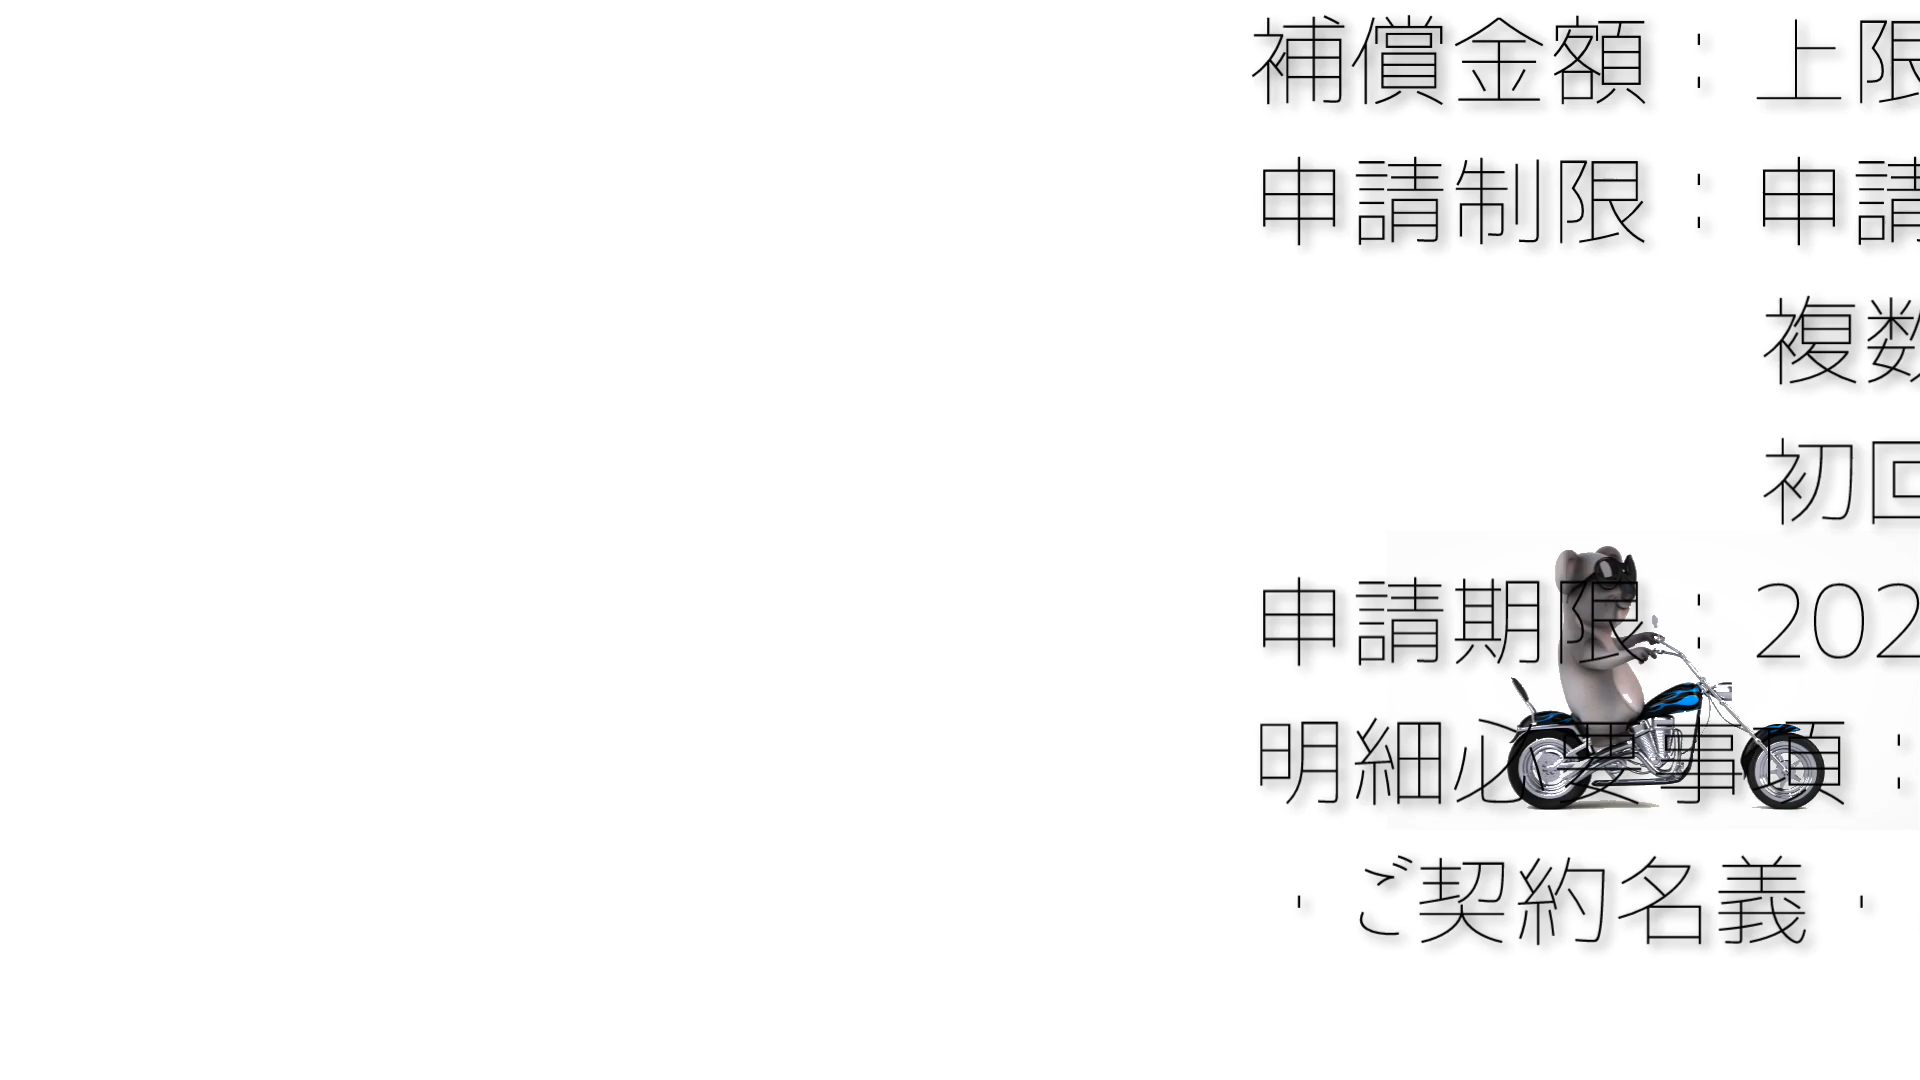 補償金額：上限
申請制限：申請
複数
初回
申請期限：202
明細必要事項：
・ご契約名義・